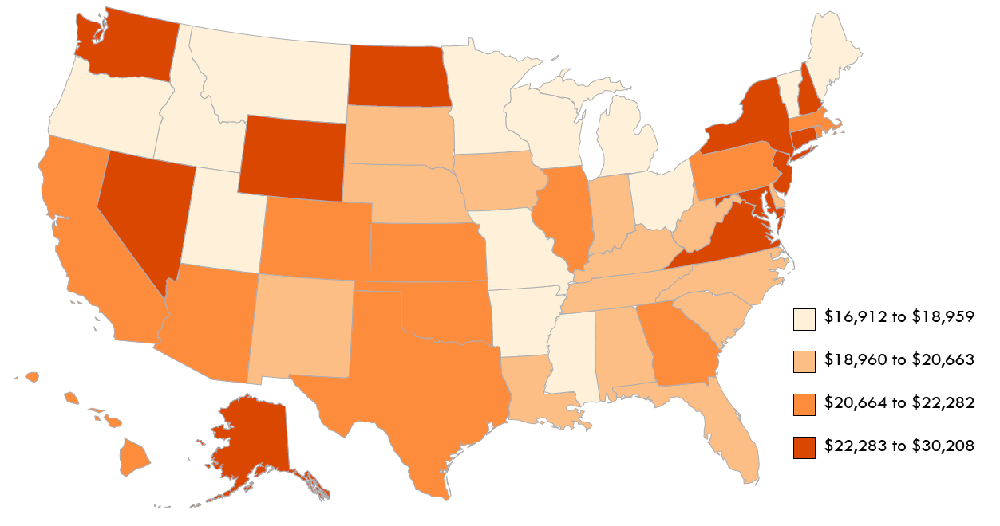 $16,912 to $18,959
$18,960 to $20,663
$20,664 to $22,282
$22,283 to $30,208